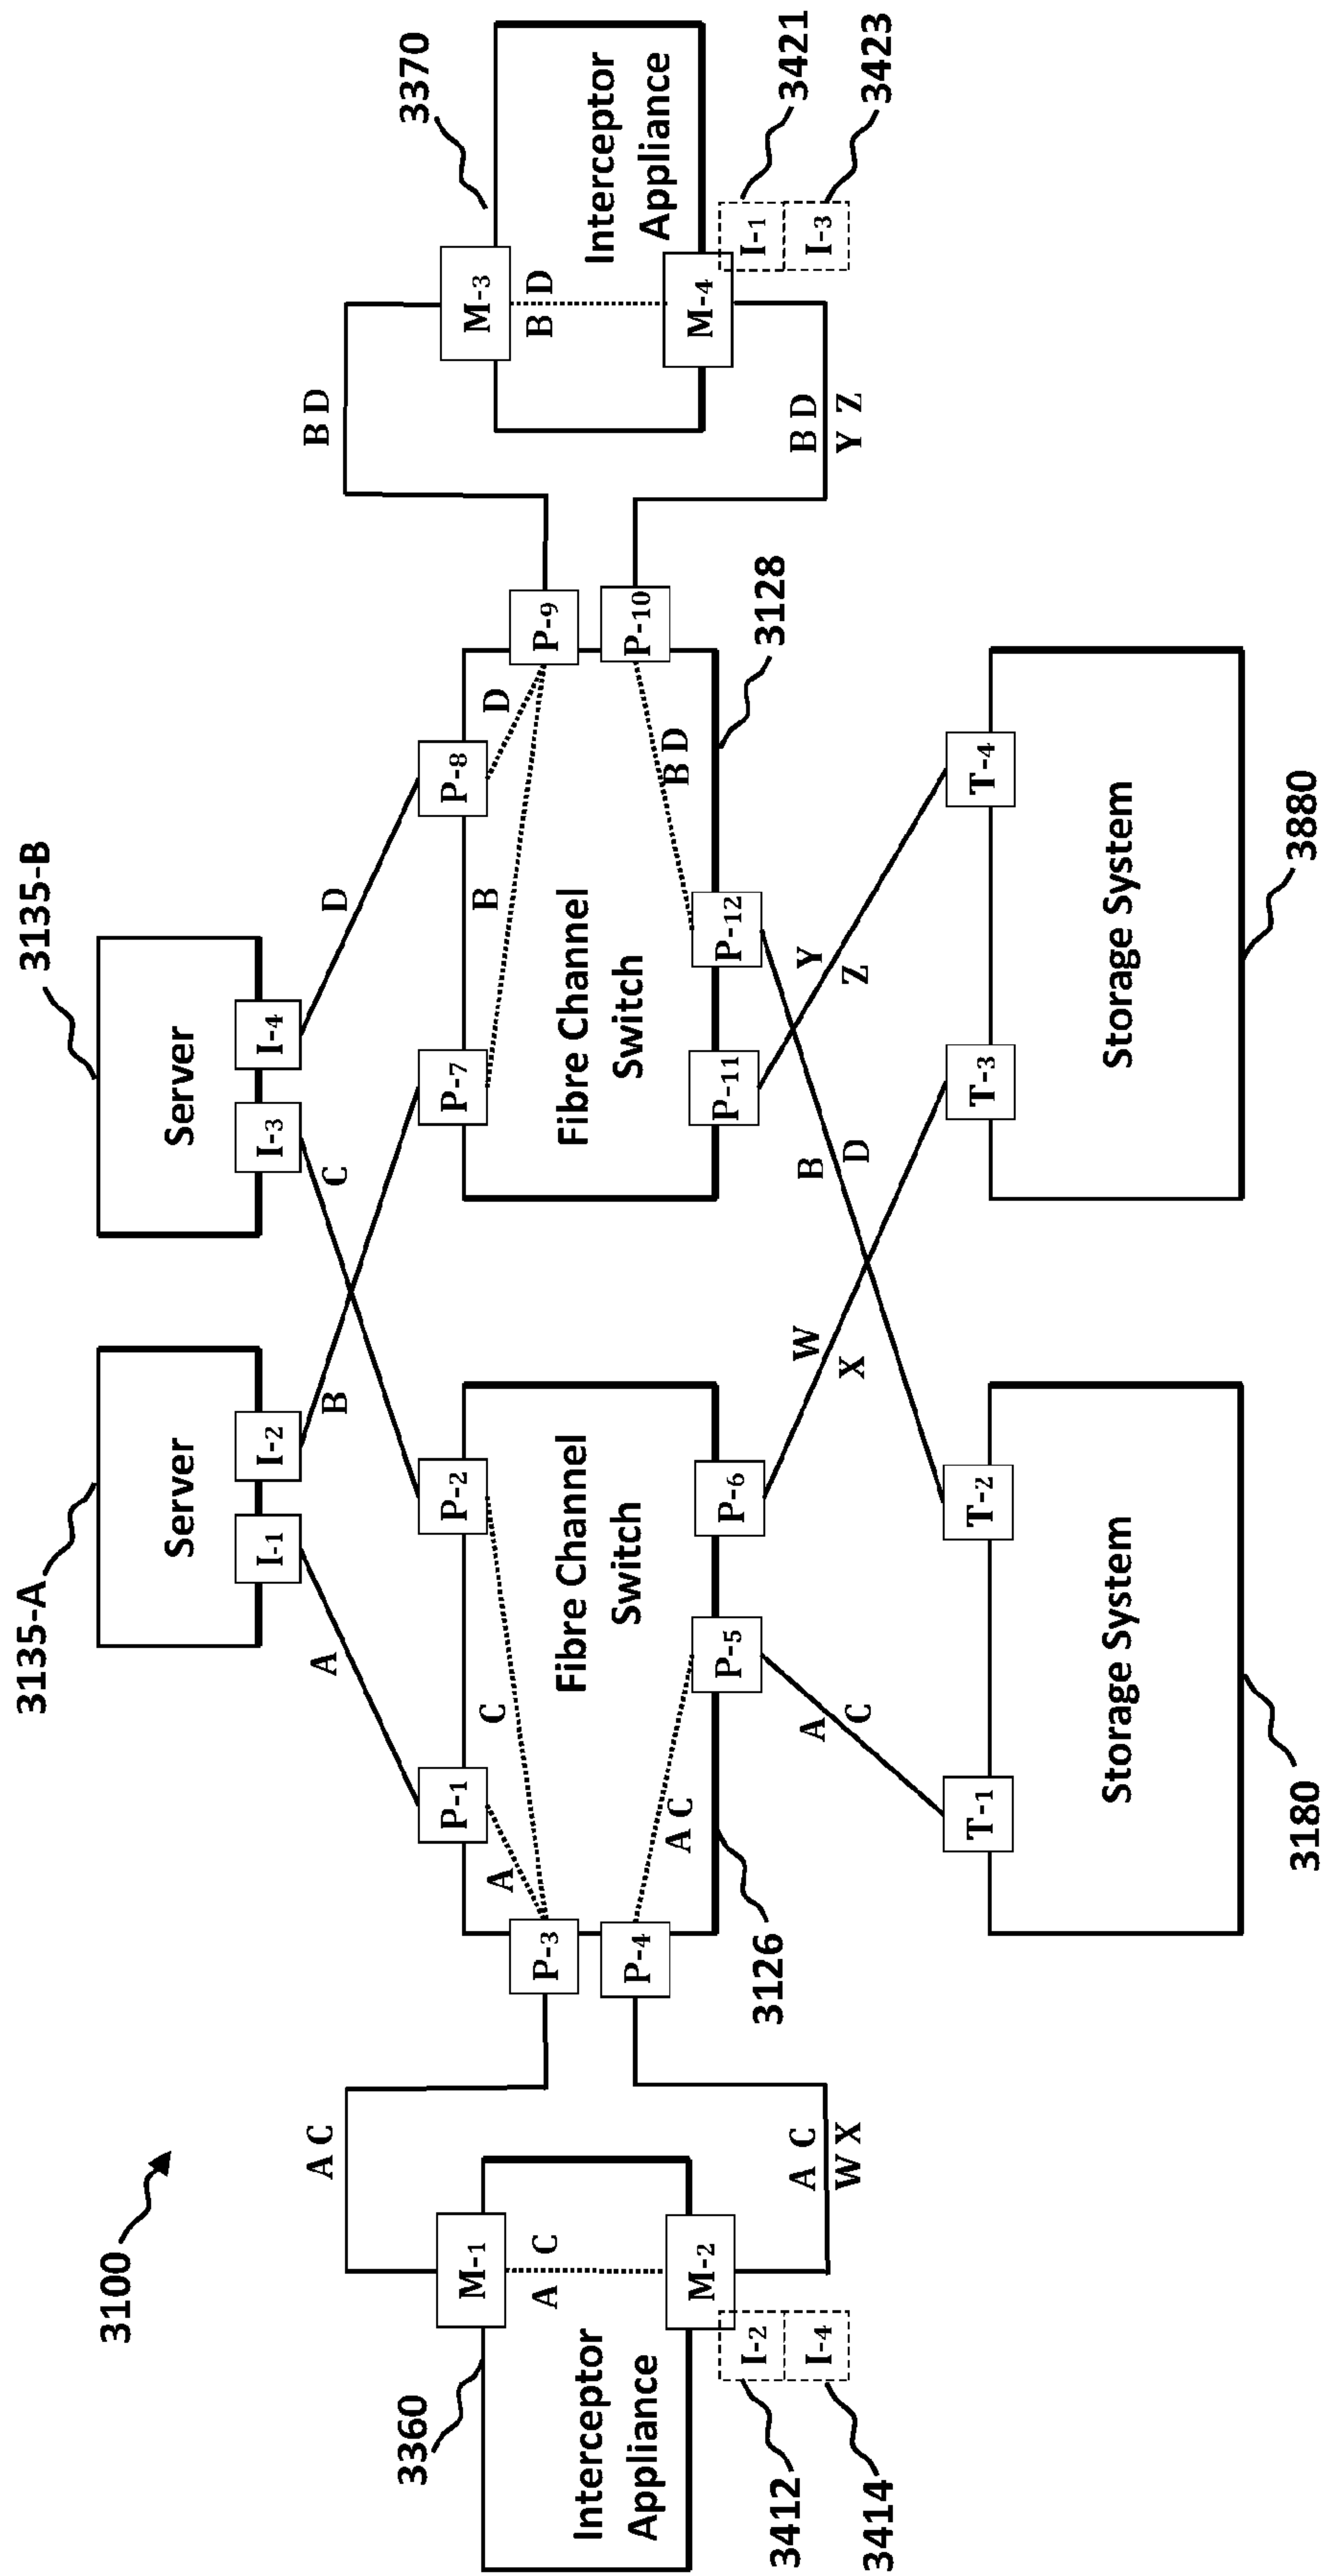 3100
3135-A
3135-B
Server
I-1
I-2
Server
I-3
I-4
A
B
C
D
3360
Interceptor
Appliance
M-1
A C
M-2
I-2
I-4
3412
3414
A C
A C
W X
P-1
P-2
P-3
P-4
P-5
P-6
A
C
A C
Fibre Channel
Switch
3126
P-7
P-8
P-9
P-10
P-11
P-12
B
D
B D
Fibre Channel
Switch
3128
B D
B D
Y Z
3370
Interceptor
Appliance
M-3
B D
M-4
I-1
I-3
3421
3423
A
C
W
X
B
D
Y
Z
T-1
T-2
Storage System
3180
T-3
T-4
Storage System
3880